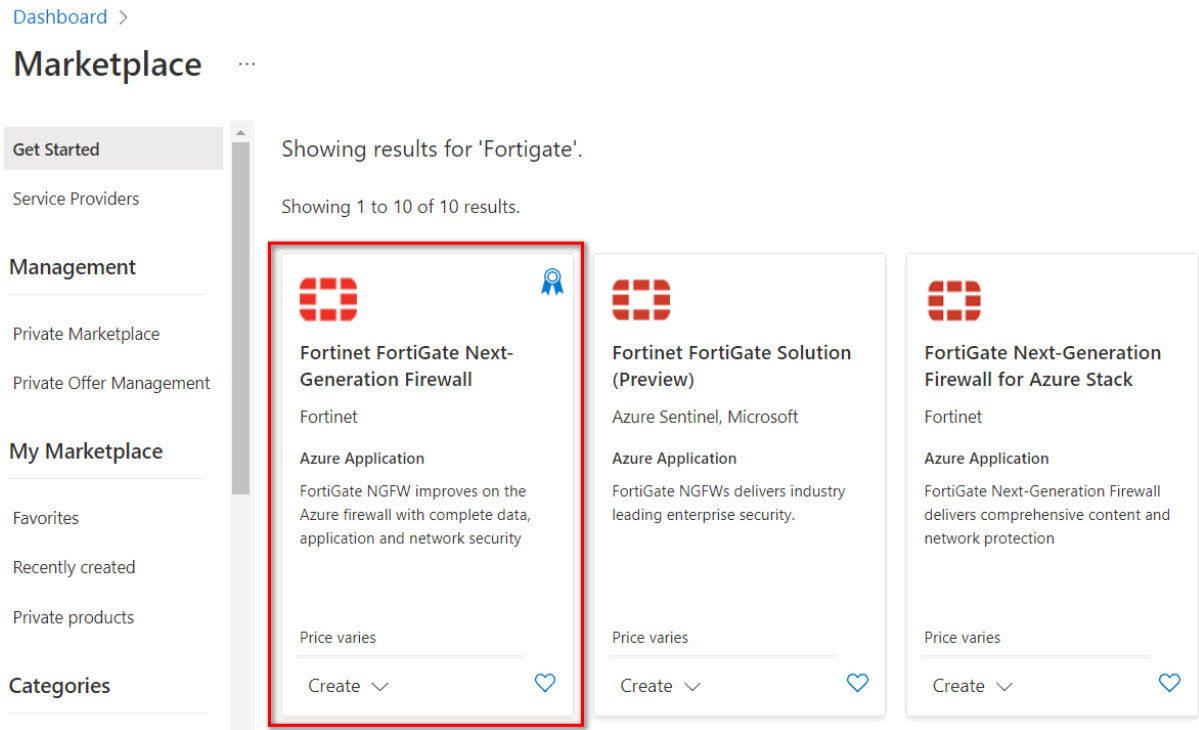 Dashboard >
Marketplace ...
Get Started
Service Providers
Management
Private Marketplace
Private Offer Management
My Marketplace
Favorites
Recently created
Private products
Categories
Showing results for 'Fortigate'.
Showing 1 to 10 of 10 results.
Fortinet FortiGate Next-
Generation Firewall
Fortinet
Azure Application
FortiGate NGFW improves on the
Azure firewall with complete data,
application and network security
Price varies
Create
Fortinet FortiGate Solution
(Preview)
Azure Sentinel, Microsoft
Azure Application
FortiGate NGFWs delivers industry
leading enterprise security.
Price varies
Create
FortiGate Next-Generation
Firewall for Azure Stack
Fortinet
Azure Application
FortiGate Next-Generation Firewall
delivers comprehensive content and
network protection
Price varies
Create